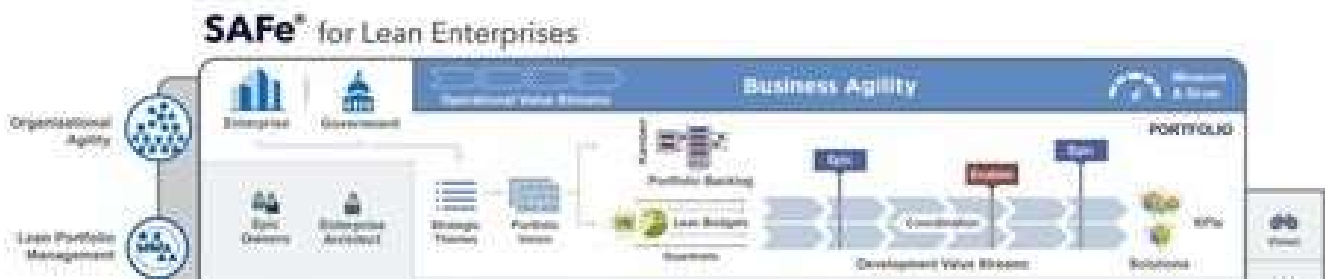 SAFe® for Lean Enterprises
Business Agility
Measure
& Grow
Operational Value Streams
Enterprise
Government
Organizational
Agility
PORTFOLIO
Epic
Enabler
Epic
Epic
Owners
Enterprise
Architect
Strategic
Themes
Portfolio
Vision
Lean Budgets
Guardrails
Coordination
Development Value Streams
KPIs
Solutions
Vision
Lean Portfolio
Management